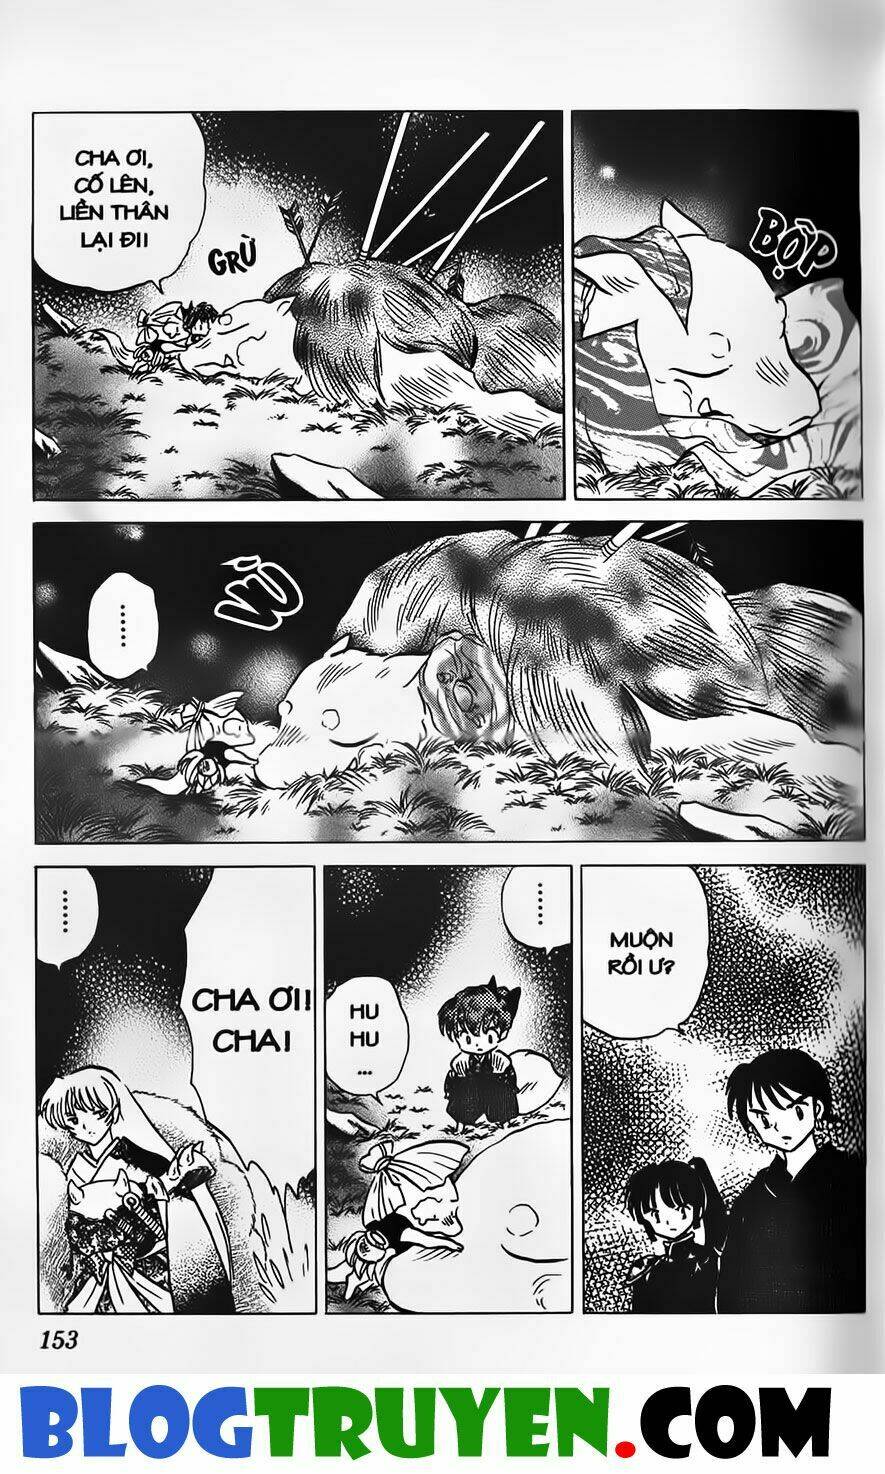 CHA ƠI,
CỐ LÊN,
LIỀN THÂN
LẠI ĐI!
GRỪ
BỘP
........
VÙ
........
CHA ƠI!
CHA!
........
HU
HU
...
MUỘN
RỒI Ư?
153
BLOGTRUYEN.COM